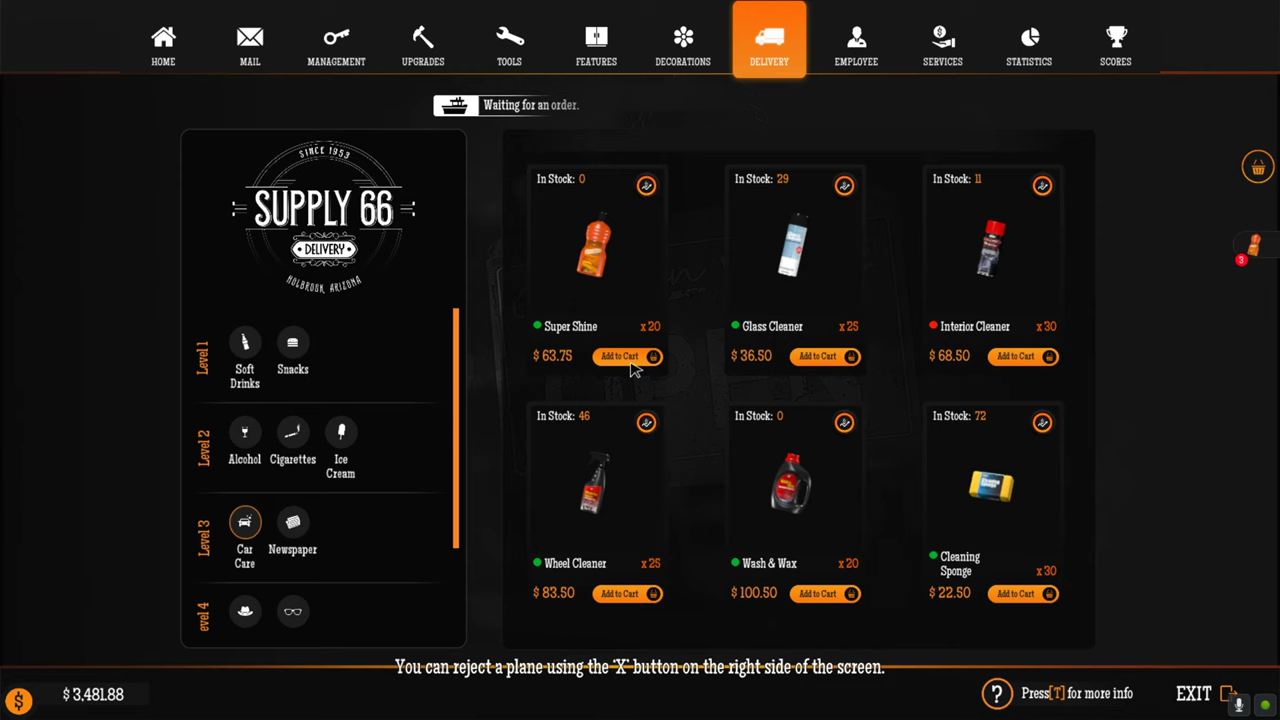 HOME
MAIL
MANAGEMENT
UPGRADES
TOOLS
FEATURES
DECORATIONS
DELIVERY
EMPLOYEE
SERVICES
STATISTICS
SCORES
Waiting for an order.
SINCE 1953
SUPPLY 66
DELIVERY
HOLBROOK, ARIZONA
Level 1
Soft
Drinks
Snacks
Level 2
Alcohol
Cigarettes
Ice
Cream
Level 3
Car
Care
Newspaper
evel 4
In Stock: 0
Super Shine x 20
$ 63.75 Add to Cart
In Stock: 29
Glass Cleaner x 25
$ 36.50 Add to Cart
In Stock: 11
Interior Cleaner x 30
$ 68.50 Add to Cart
In Stock: 46
Wheel Cleaner x 25
$ 83.50 Add to Cart
In Stock: 0
Wash & Wax x 20
$ 100.50 Add to Cart
In Stock: 72
Cleaning
Sponge x 30
$ 22.50 Add to Cart
3
You can reject a plane using the 'X' button on the right side of the screen.
$ 3,481.88
? Press[T] for more info
EXIT